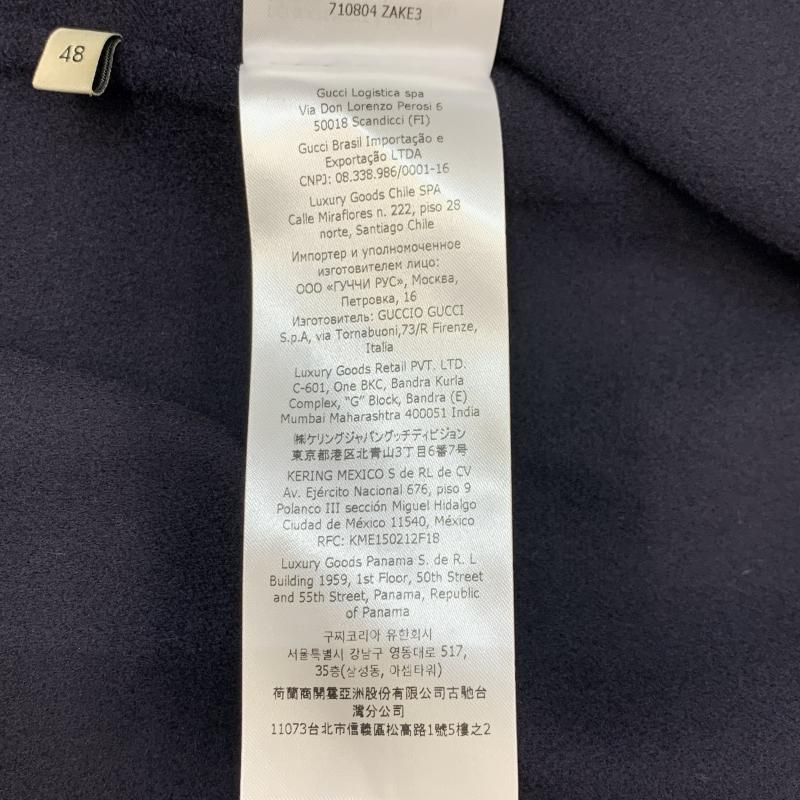 710804 ZAKE3
48
Gucci Logistica spa
Via Don Lorenzo Perosi 6
50018 Scandicci (FI)
Gucci Brasil Importação e
Exportação LTDA
CNPJ: 08.338.986/0001-16
Luxury Goods Chile SPA
Calle Miraflores n. 222, piso 28
norte, Santiago Chile
Импортер и уполномоченное
изготовителем лицо:
ООО «ГУЧЧИ РУС», Москва,
Петровка, 16
Изготовитель: GUCCIO GUCCI
S.p.A, via Tornabuoni,73/R Firenze,
Italia
Luxury Goods Retail PVT. LTD.
C-601, One BKC, Bandra Kurla
Complex, “G” Block, Bandra (E)
Mumbai Maharashtra 400051 India
㈱ケリングジャパングッチディビジョン
東京都港区北青山3丁目6番7号
KERING MEXICO S de RL de CV
Av. Ejército Nacional 676, piso 9
Polanco III sección Miguel Hidalgo
Ciudad de México 11540, México
RFC: KME150212F18
Luxury Goods Panama S. de R. L
Building 1959, 1st Floor, 50th Street
and 55th Street, Panama, Republic
of Panama
구찌코리아 유한회사
서울특별시 강남구 영동대로 517,
35층(삼성동, 아셈타워)
荷蘭商開雲亞洲股份有限公司古馳台
灣分公司
11073台北市信義區松高路1號5樓之2